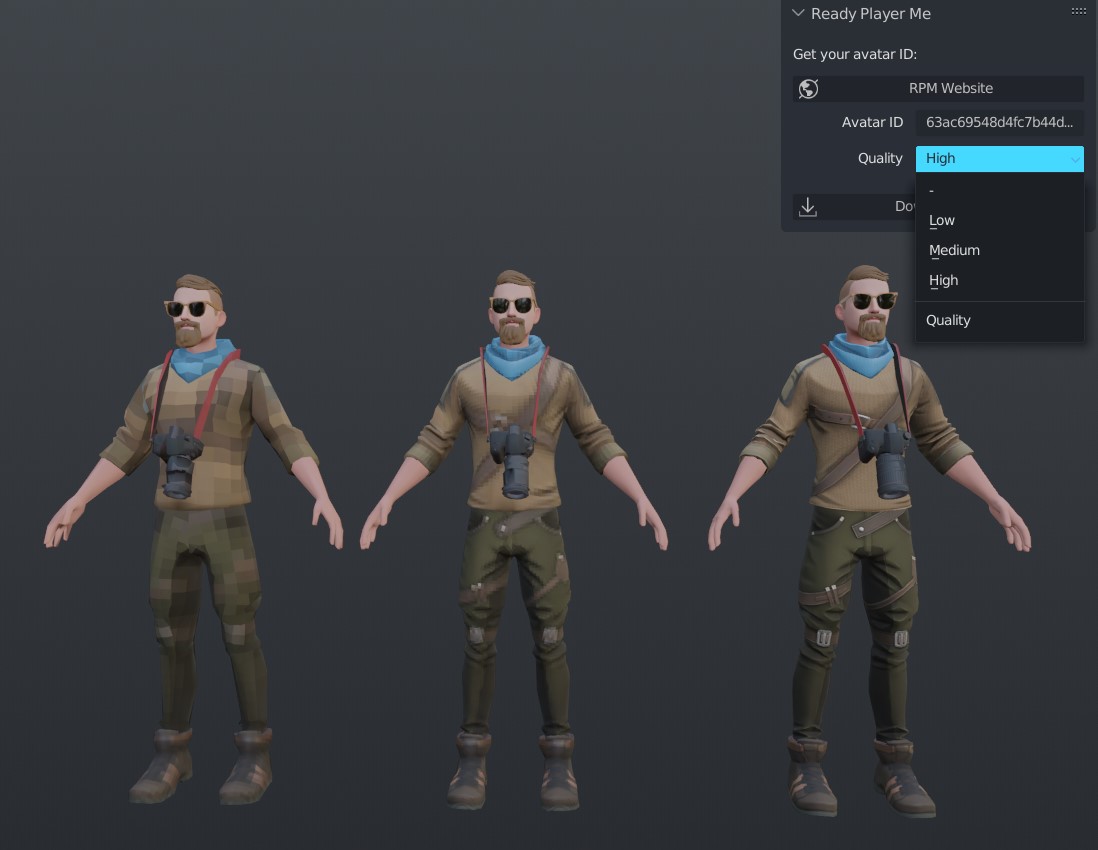 Ready Player Me
Get your avatar ID:
RPM Website
Avatar ID 63ac69548d4fc7b44d...
Quality High
-
Low
Medium
High
Quality